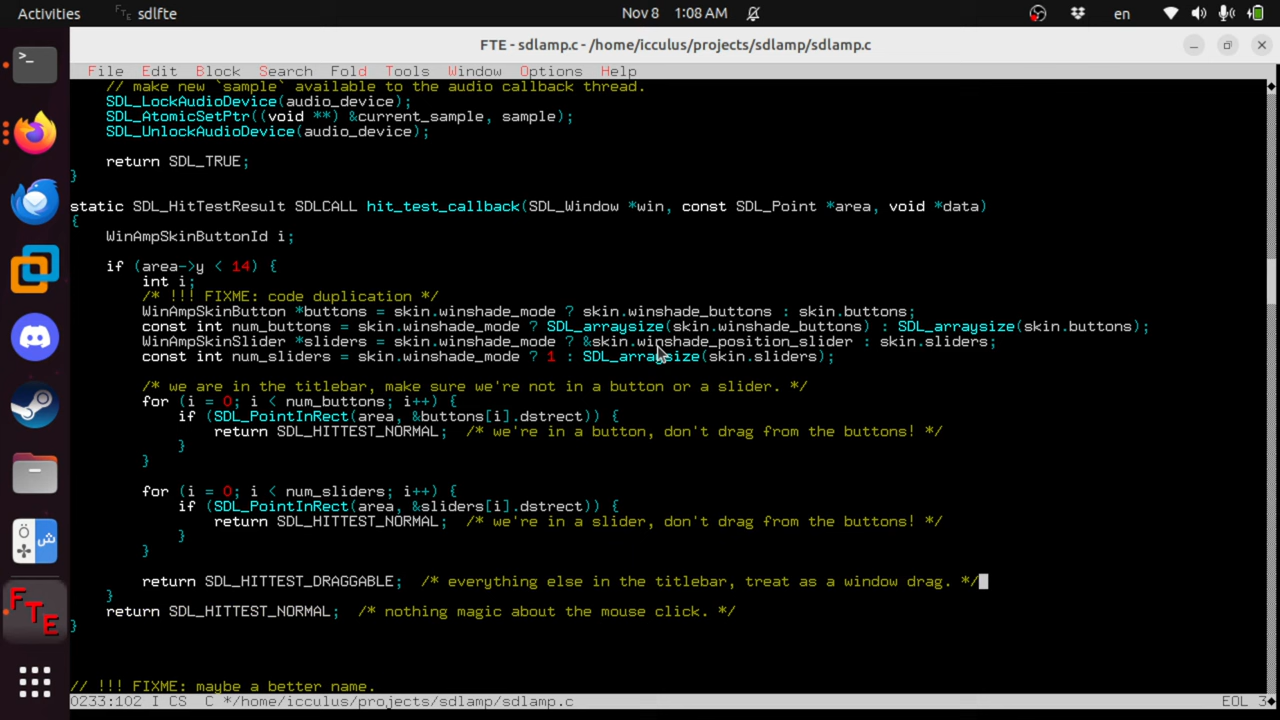 Activities
sdlfte
Nov 8 1:08 AM
en
FTE - sdlamp.c - /home/icculus/projects/sdlamp/sdlamp.c
File Edit Block Search Fold Tools Window Options Help
// make new `sample` available to the audio callback thread.
SDL_LockAudioDevice(audio_device);
SDL_AtomicSetPtr((void **) &current_sample, sample);
SDL_UnlockAudioDevice(audio_device);
return SDL_TRUE;
}
static SDL_HitTestResult SDLCALL hit_test_callback(SDL_Window *win, const SDL_Point *area, void *data)
{
WinAmpSkinButtonId i;
if (area->y < 14) {
int i;
/* !!! FIXME: code duplication */
WinAmpSkinButton *buttons = skin.winshade_mode ? skin.winshade_buttons : skin.buttons;
const int num_buttons = skin.winshade_mode ? SDL_arraysize(skin.winshade_buttons) : SDL_arraysize(skin.buttons);
WinAmpSkinSlider *sliders = skin.winshade_mode ? &skin.winshade_position_slider : skin.sliders;
const int num_sliders = skin.winshade_mode ? 1 : SDL_arraysize(skin.sliders);
/* we are in the titlebar, make sure we're not in a button or a slider. */
for (i = 0; i < num_buttons; i++) {
if (SDL_PointInRect(area, &buttons[i].dstrect)) {
return SDL_HITTEST_NORMAL;  /* we're in a button, don't drag from the buttons! */
}
}
for (i = 0; i < num_sliders; i++) {
if (SDL_PointInRect(area, &sliders[i].dstrect)) {
return SDL_HITTEST_NORMAL;  /* we're in a slider, don't drag from the buttons! */
}
}
return SDL_HITTEST_DRAGGABLE;  /* everything else in the titlebar, treat as a window drag. */
}
return SDL_HITTEST_NORMAL;  /* nothing magic about the mouse click. */
}
// !!! FIXME: maybe a better name.
0233:102 I CS  C */home/icculus/projects/sdlamp/sdlamp.c EOL 3
Ö ش
FTE